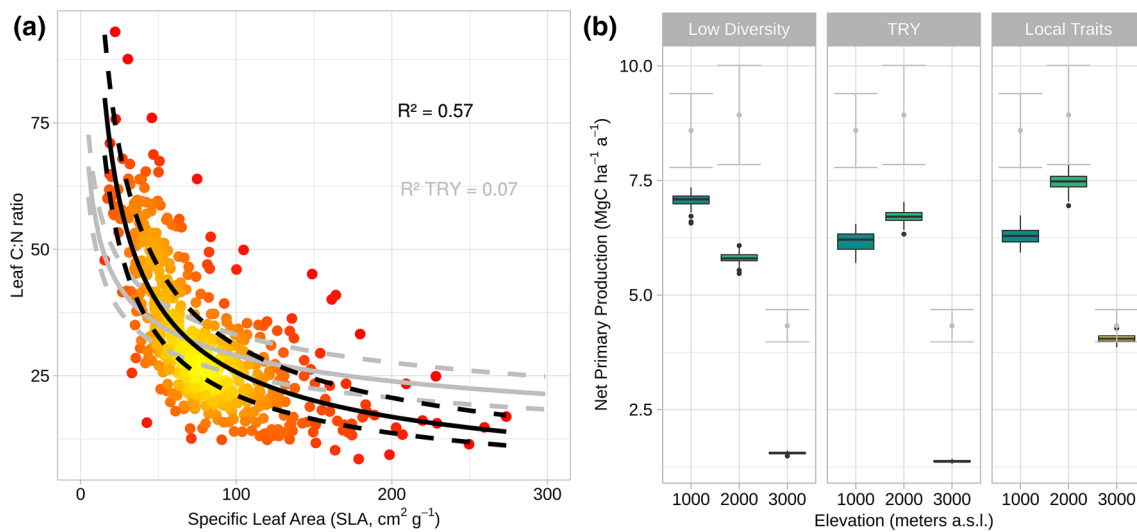 (a)
R² = 0.57
R² TRY = 0.07
75
50
25
Leaf C:N ratio
0 100 200 300
Specific Leaf Area (SLA, cm² g⁻¹)
(b)
Low Diversity TRY Local Traits
10.0
7.5
5.0
2.5
Net Primary Production (MgC ha⁻¹ a⁻¹)
1000 2000 3000 1000 2000 3000 1000 2000 3000
Elevation (meters a.s.l.)